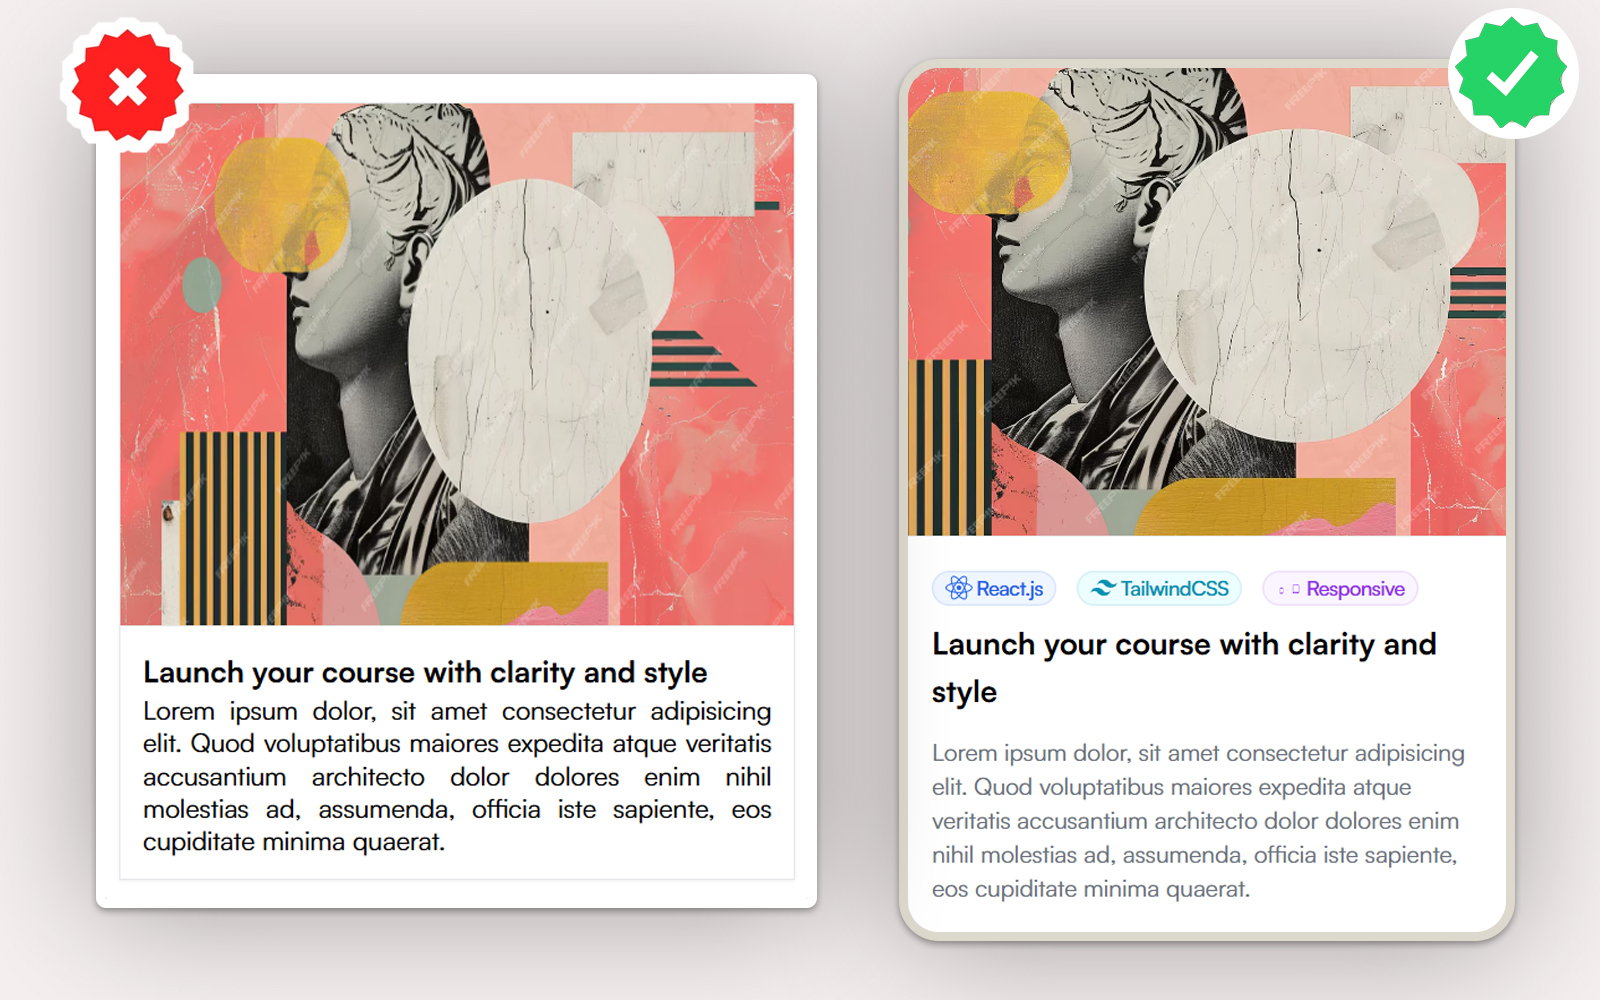 Launch your course with clarity and style
Lorem ipsum dolor, sit amet consectetur adipisicing
elit. Quod voluptatibus maiores expedita atque veritatis
accusantium architecto dolor dolores enim nihil
molestias ad, assumenda, officia iste sapiente, eos
cupiditate minima quaerat.
React.js
TailwindCSS
Responsive
Launch your course with clarity and
style
Lorem ipsum dolor, sit amet consectetur adipisicing
elit. Quod voluptatibus maiores expedita atque
veritatis accusantium architecto dolor dolores enim
nihil molestias ad, assumenda, officia iste sapiente,
eos cupiditate minima quaerat.
FREEPIK